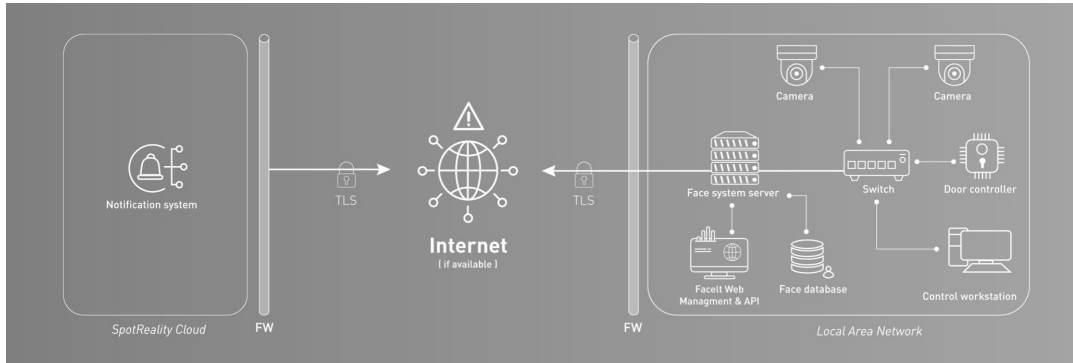 Camera
Camera
Notification system
TLS
TLS
Face system server
Switch
Door controller
Internet
( if available )
FaceIt Web
Managment & API
Face database
Control workstation
SpotReality Cloud
FW
FW
Local Area Network